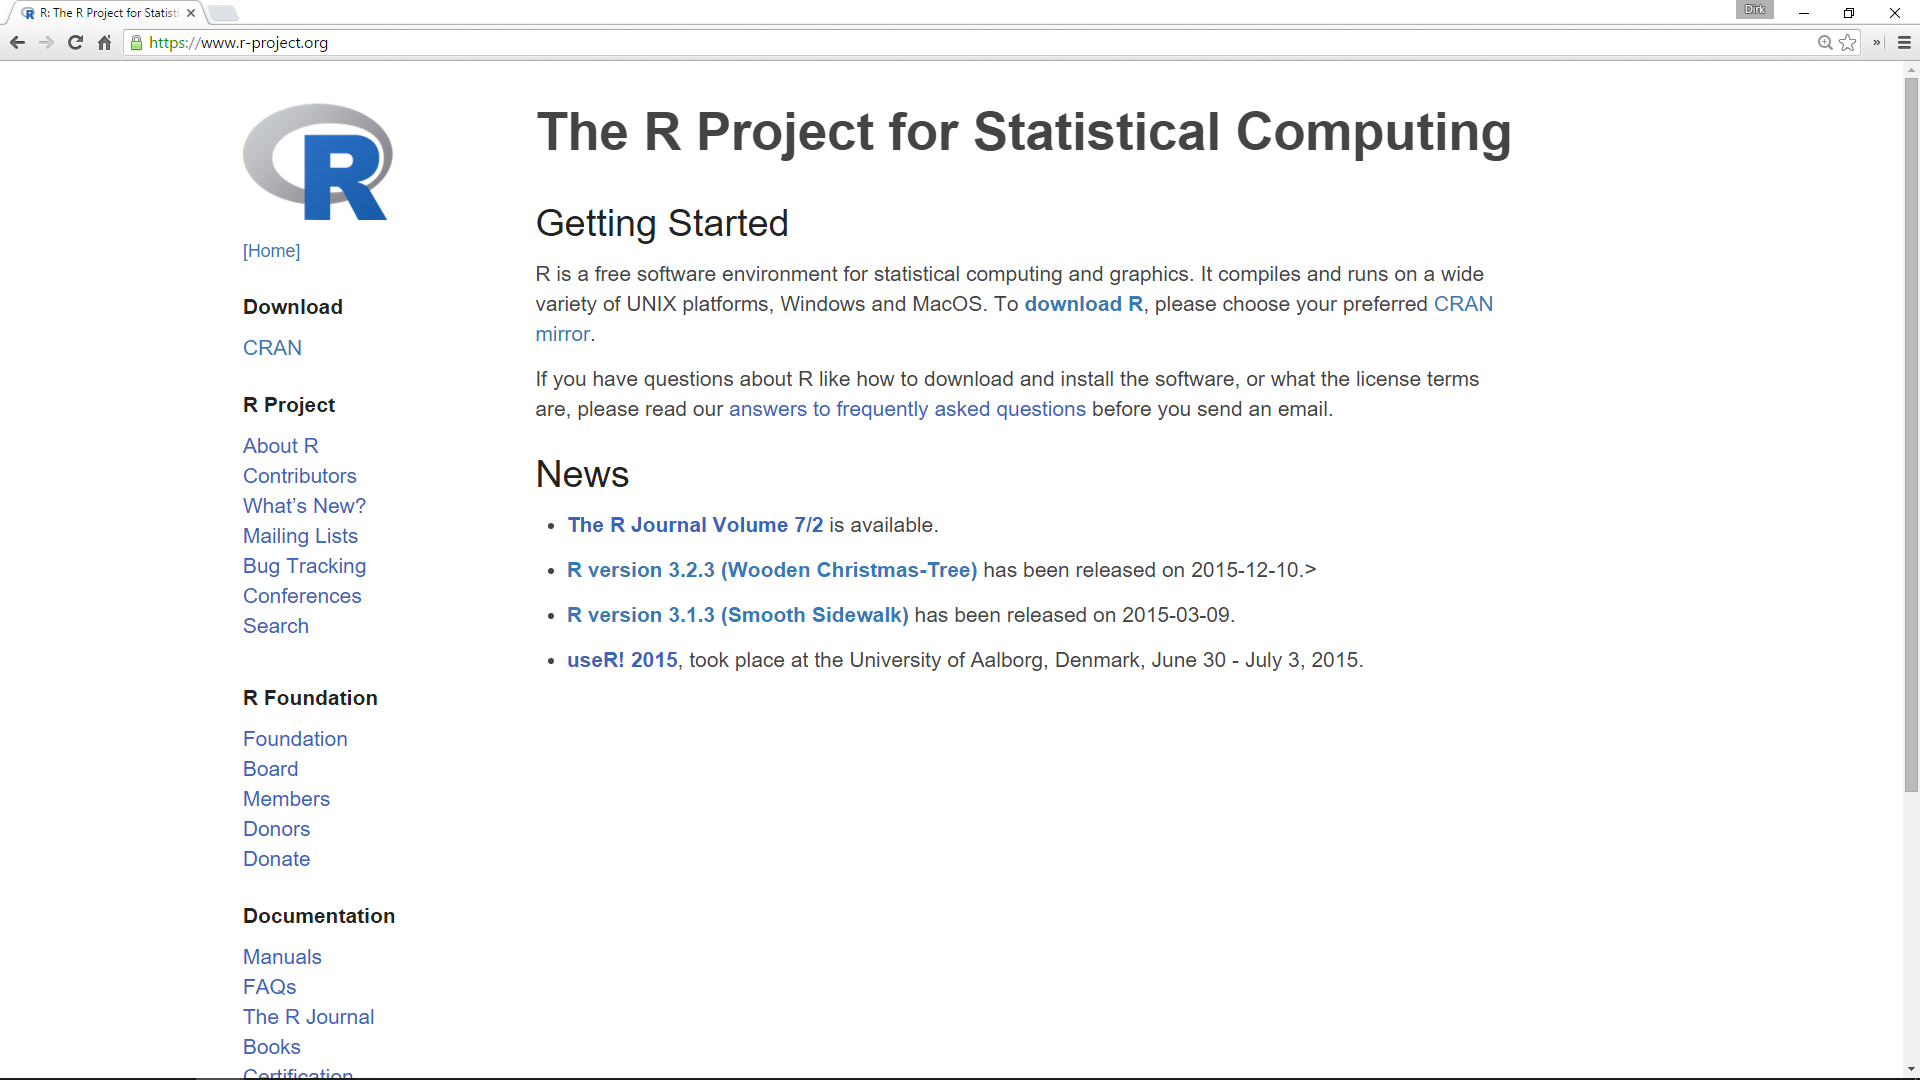 R: The R Project for Statisti
Dirk
https://www.r-project.org
»
R
[Home]
Download
CRAN
R Project
About R
Contributors
What’s New?
Mailing Lists
Bug Tracking
Conferences
Search
R Foundation
Foundation
Board
Members
Donors
Donate
Documentation
Manuals
FAQs
The R Journal
Books
Certification
The R Project for Statistical Computing
Getting Started
R is a free software environment for statistical computing and graphics. It compiles and runs on a wide
variety of UNIX platforms, Windows and MacOS. To download R, please choose your preferred CRAN
mirror.
If you have questions about R like how to download and install the software, or what the license terms
are, please read our answers to frequently asked questions before you send an email.
News
• The R Journal Volume 7/2 is available.
• R version 3.2.3 (Wooden Christmas-Tree) has been released on 2015-12-10.>
• R version 3.1.3 (Smooth Sidewalk) has been released on 2015-03-09.
• useR! 2015, took place at the University of Aalborg, Denmark, June 30 - July 3, 2015.